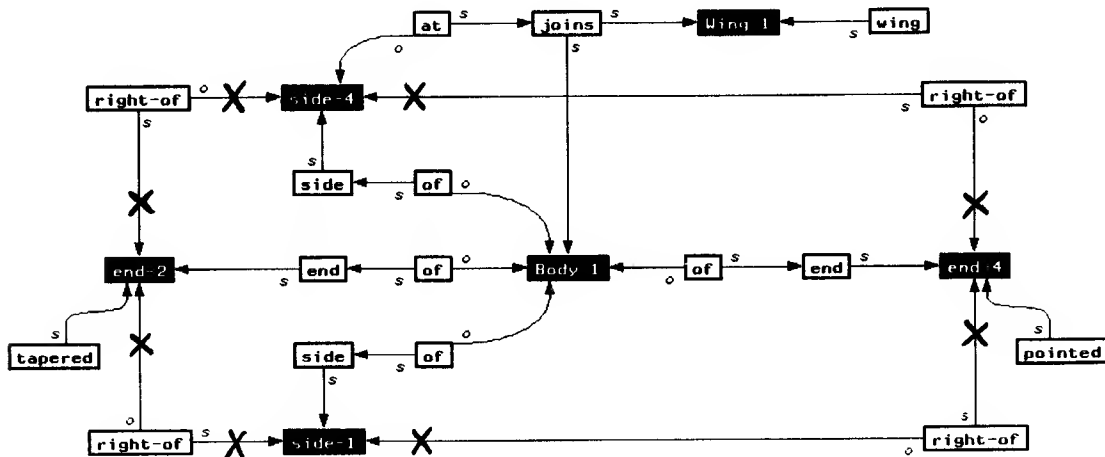 at s joins s Wing 1 s wing
o s
right-of o side-4 s right-of
s o
s
side s of o
end-2 s end s of o Body 1 o of s end s end-4
s side s of o s
tapered s pointed
o s
right-of s side-1 o right-of